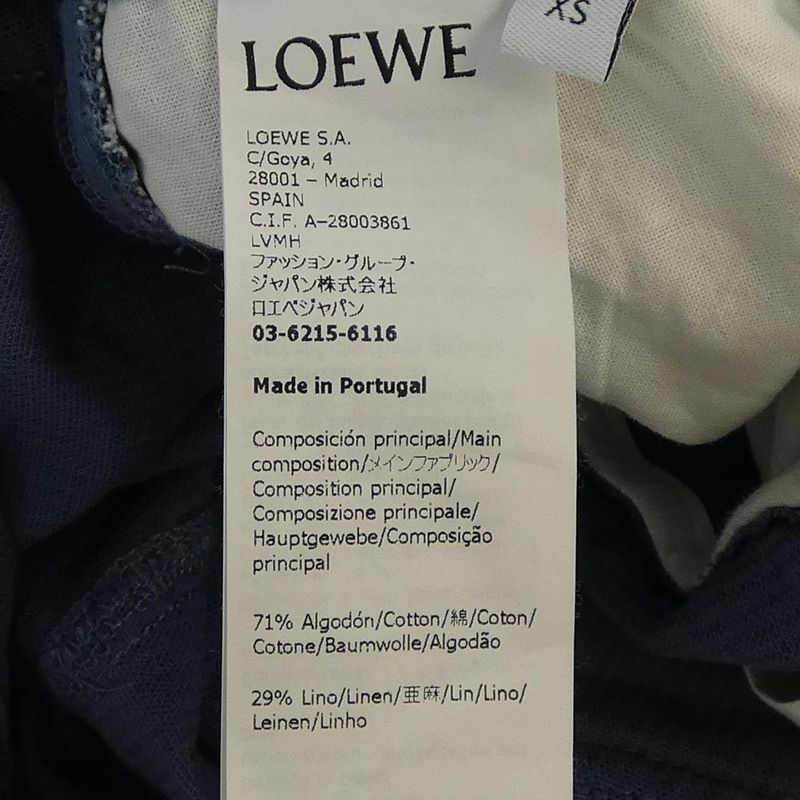 XS
LOEWE
LOEWE S.A.
C/Goya, 4
28001 – Madrid
SPAIN
C.I.F. A–28003861
LVMH
ファッション・グループ・
ジャパン株式会社
ロエベジャパン
03-6215-6116
Made in Portugal
Composición principal/Main
composition/メインファブリック/
Composition principal/
Composizione principale/
Hauptgewebe/Composição
principal
71% Algodón/Cotton/綿/Coton/
Cotone/Baumwolle/Algodão
29% Lino/Linen/亜麻/Lin/Lino/
Leinen/Linho